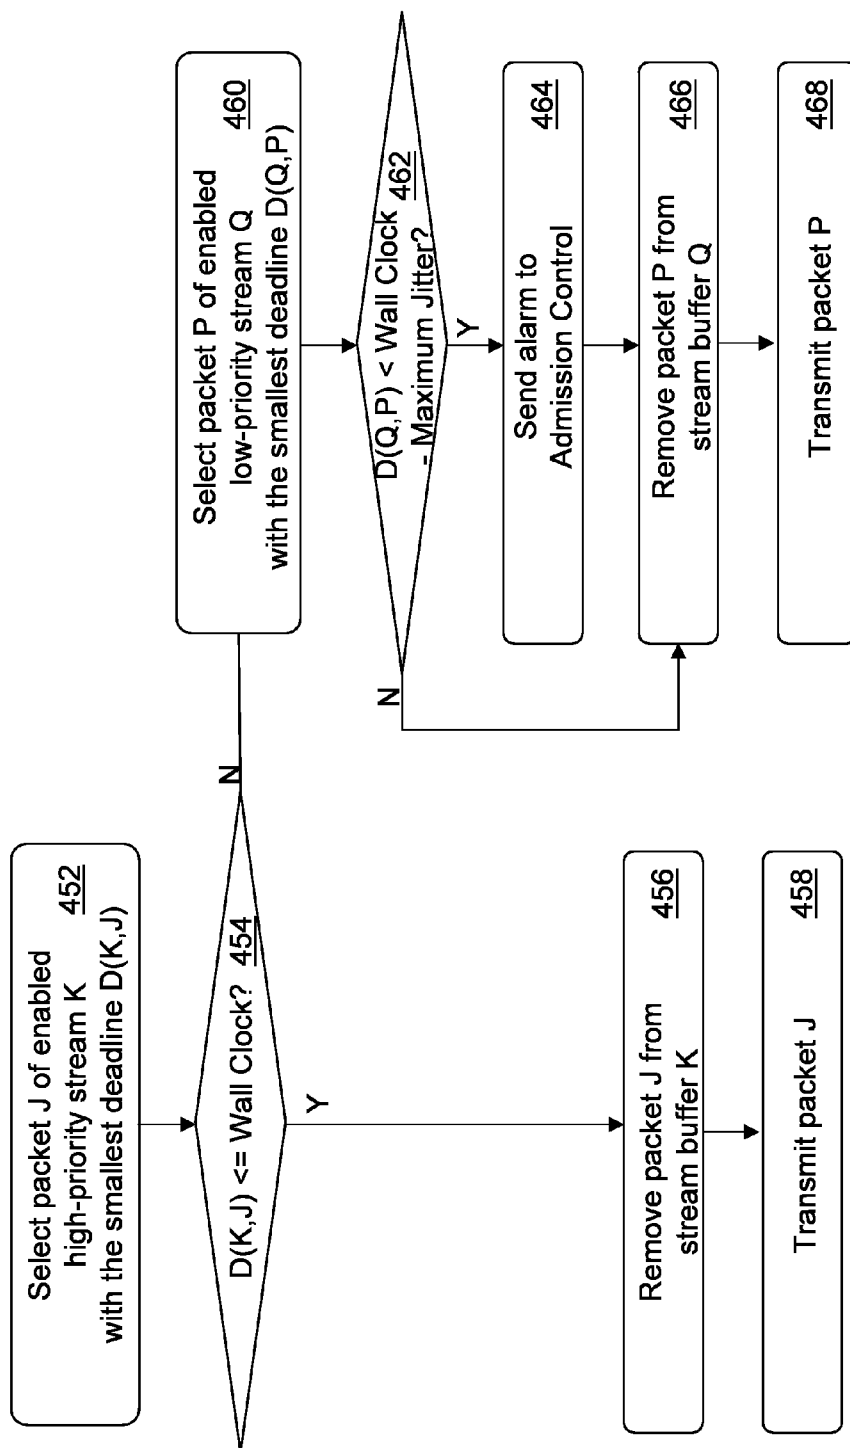 Select packet J of enabled
high-priority stream K
with the smallest deadline D(K,J)
452
D(K,J) <= Wall Clock?
454
N
Y
Remove packet J from
stream buffer K
456
Transmit packet J
458
Select packet P of enabled
low-priority stream Q
with the smallest deadline D(Q,P)
460
D(Q,P) < Wall Clock
- Maximum Jitter?
462
N
Y
Send alarm to
Admission Control
464
Remove packet P from
stream buffer Q
466
Transmit packet P
468